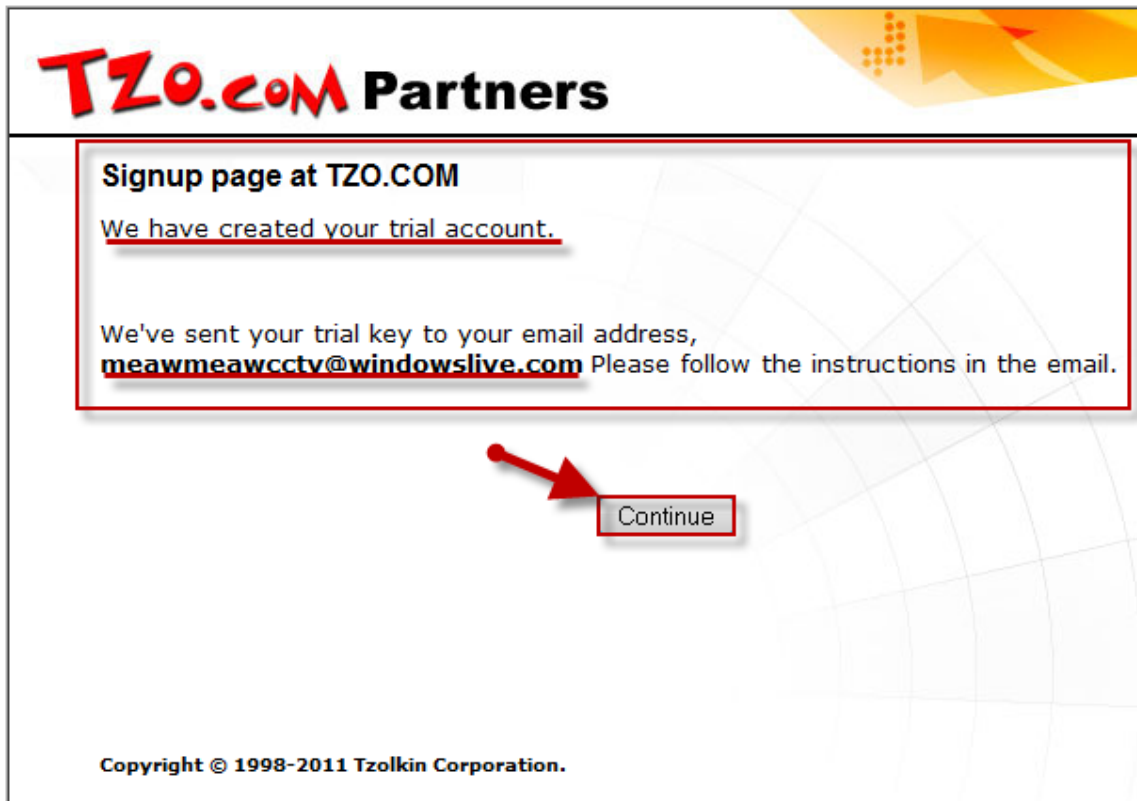 TZO.COM Partners
Signup page at TZO.COM
We have created your trial account.
We've sent your trial key to your email address,
meawmeawcctv@windowslive.com Please follow the instructions in the email.
Continue
Copyright © 1998-2011 Tzolkin Corporation.